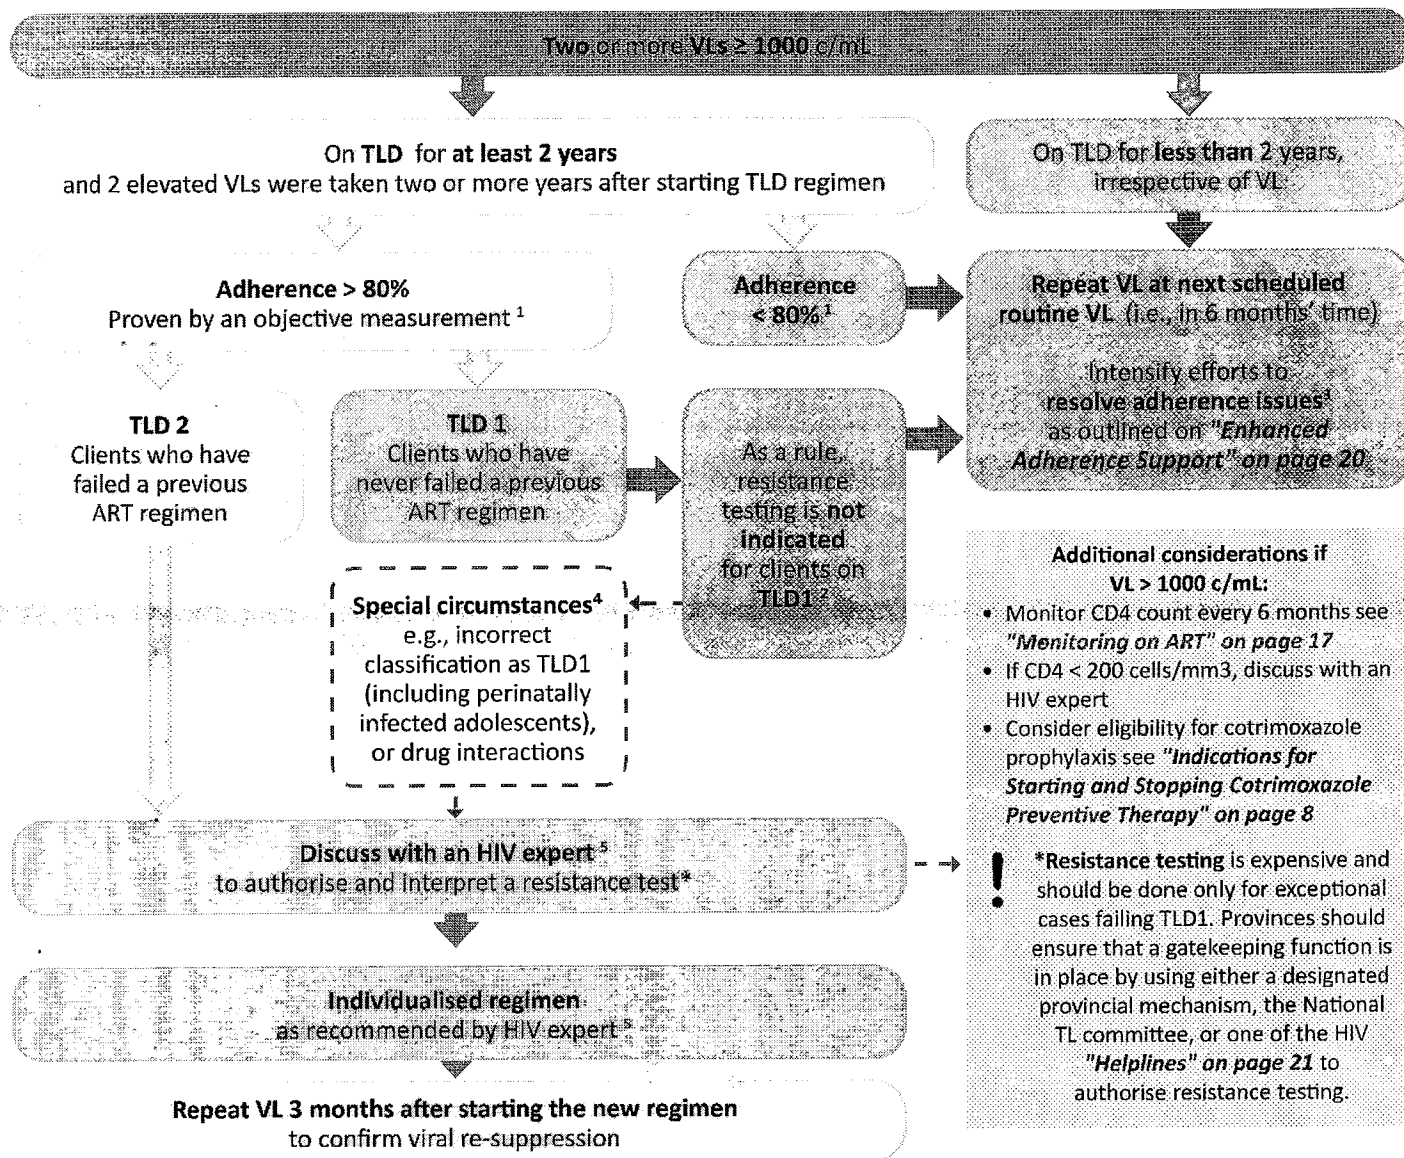 Two or more VLs ≥ 1000 c/mL
On TLD for at least 2 years
and 2 elevated VLs were taken two or more years after starting TLD regimen
On TLD for less than 2 years,
irrespective of VL
Adherence > 80%
Proven by an objective measurement 1
Adherence
< 80% 1
Repeat VL at next scheduled
routine VL (i.e., in 6 months' time)
Intensify efforts to
resolve adherence issues
as outlined on "Enhanced
Adherence Support" on page 20
TLD 2
Clients who have
failed a previous
ART regimen
TLD 1
Clients who have
never failed a previous
ART regimen
As a rule,
resistance
testing is not
indicated
for clients on
TLD1 2
Special circumstances4
e.g., incorrect
classification as TLD1
(including perinatally
infected adolescents),
or drug interactions
Discuss with an HIV expert 5
to authorise and interpret a resistance test*
Individualised regimen
as recommended by HIV expert 5
Repeat VL 3 months after starting the new regimen
to confirm viral re-suppression
Additional considerations if
VL > 1000 c/mL:
• Monitor CD4 count every 6 months see
"Monitoring on ART" on page 17
• If CD4 < 200 cells/mm3, discuss with an
HIV expert
• Consider eligibility for cotrimoxazole
prophylaxis see "Indications for
Starting and Stopping Cotrimoxazole
Preventive Therapy" on page 8
! *Resistance testing is expensive and
should be done only for exceptional
cases failing TLD1. Provinces should
ensure that a gatekeeping function is
in place by using either a designated
provincial mechanism, the National
TL committee, or one of the HIV
"Helplines" on page 21 to
authorise resistance testing.